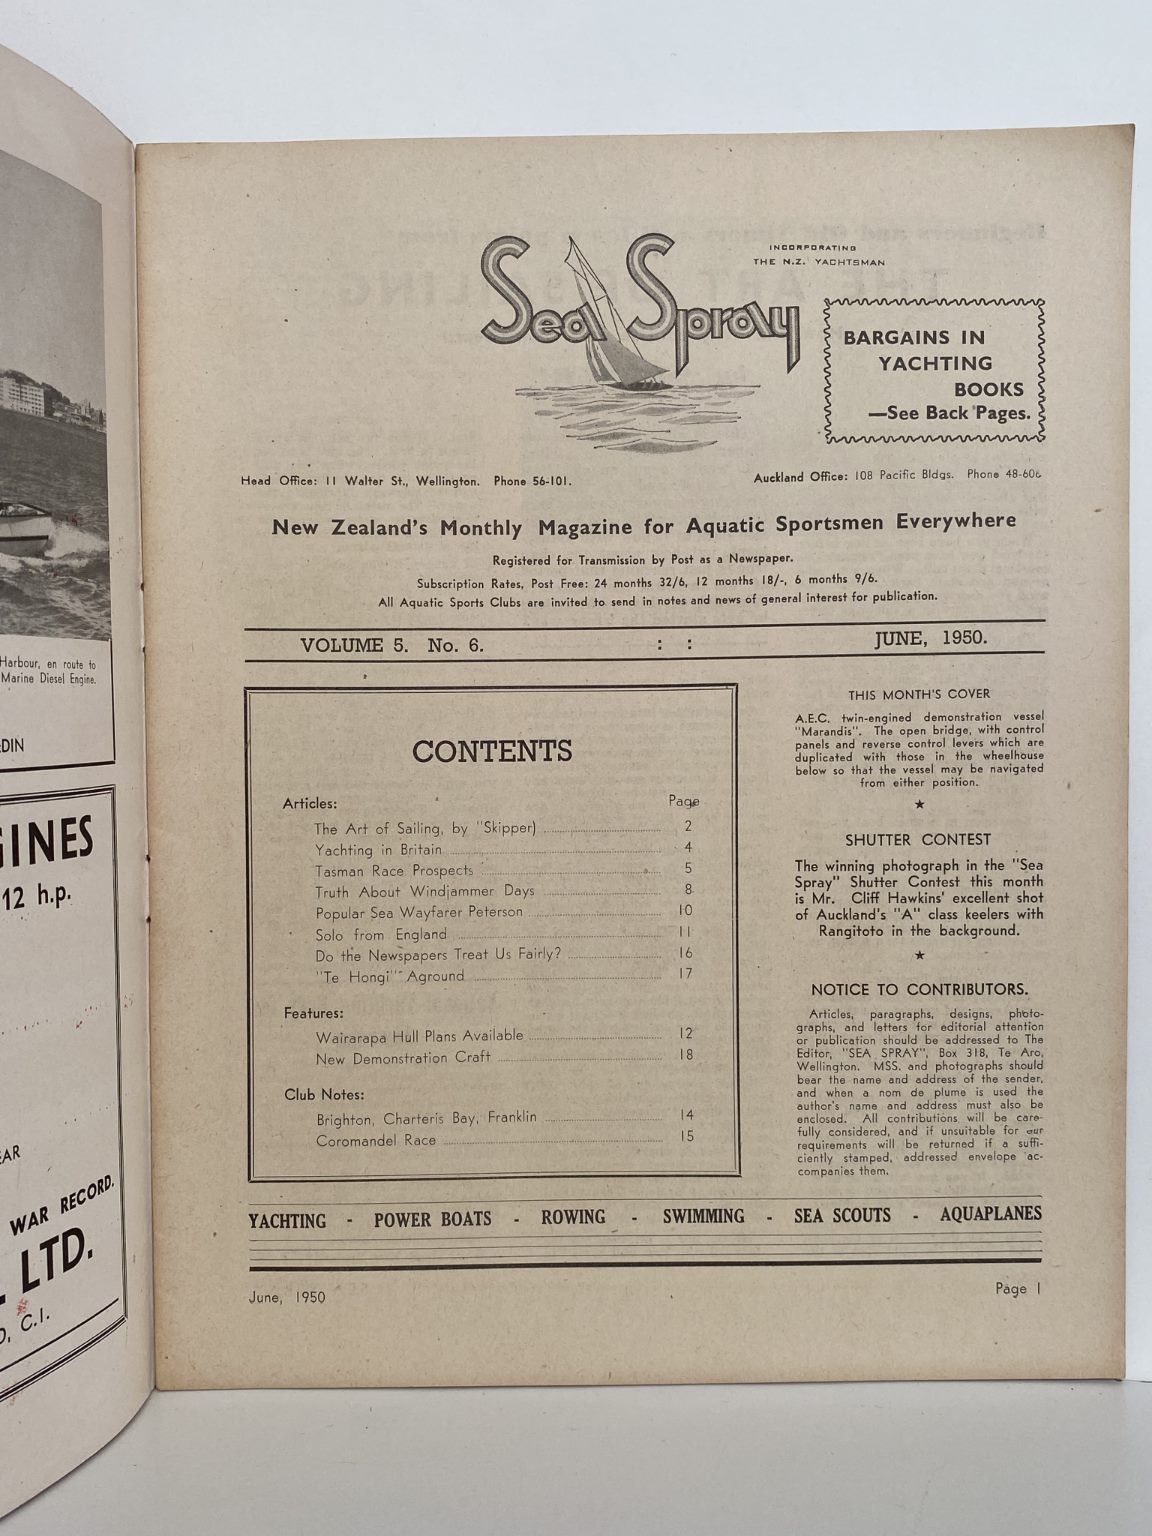 Harbour, en route to
Marine Diesel Engine.
12 h.p.
WAR RECORD.
LTD.
C.I.
Sea Spray
INCORPORATING
THE N.Z. YACHTSMAN
BARGAINS IN
YACHTING
BOOKS
—See Back Pages.
Head Office: 11 Walter St., Wellington. Phone 56-101.
Auckland Office: 108 Pacific Bldgs. Phone 48-606
New Zealand's Monthly Magazine for Aquatic Sportsmen Everywhere
Registered for Transmission by Post as a Newspaper.
Subscription Rates, Post Free: 24 months 32/6, 12 months 18/-, 6 months 9/6.
All Aquatic Sports Clubs are invited to send in notes and news of general interest for publication.
VOLUME 5. No. 6. : : JUNE, 1950.
CONTENTS
Articles: Page
The Art of Sailing, by "Skipper) 2
Yachting in Britain 4
Tasman Race Prospects 5
Truth About Windjammer Days 8
Popular Sea Wayfarer Peterson 10
Solo from England 11
Do the Newspapers Treat Us Fairly? 16
"Te Hongi" Aground 17
Features:
Wairarapa Hull Plans Available 12
New Demonstration Craft 18
Club Notes:
Brighton, Charteris Bay, Franklin 14
Coromandel Race 15
THIS MONTH'S COVER
A.E.C. twin-engined demonstration vessel
"Marandis". The open bridge, with control
panels and reverse control levers which are
duplicated with those in the wheelhouse
below so that the vessel may be navigated
from either position.
★
SHUTTER CONTEST
The winning photograph in the "Sea
Spray" Shutter Contest this month
is Mr. Cliff Hawkins' excellent shot
of Auckland's "A" class keelers with
Rangitoto in the background.
★
NOTICE TO CONTRIBUTORS.
Articles, paragraphs, designs, photo-
graphs, and letters for editorial attention
or publication should be addressed to The
Editor, "SEA SPRAY", Box 318, Te Aro,
Wellington. MSS. and photographs should
bear the name and address of the sender,
and when a nom de plume is used the
author's name and address must also be
enclosed. All contributions will be care-
fully considered, and if unsuitable for our
requirements will be returned if a suffi-
ciently stamped, addressed envelope ac-
companies them.
YACHTING - POWER BOATS - ROWING - SWIMMING - SEA SCOUTS - AQUAPLANES
June, 1950
Page 1